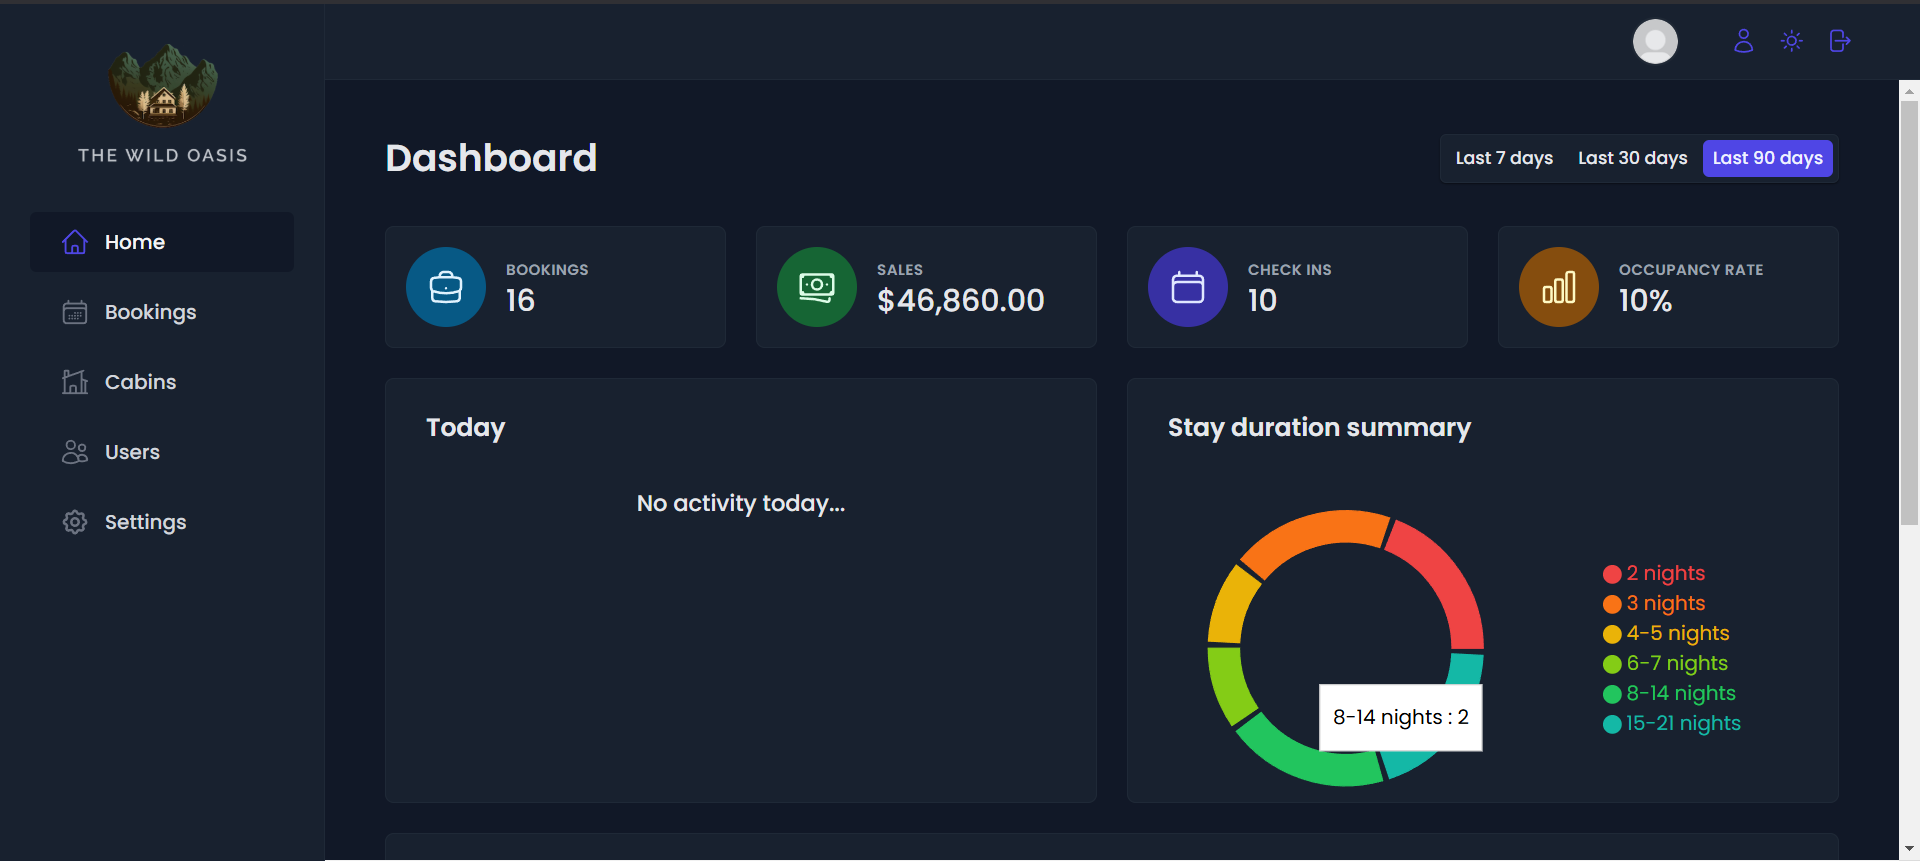 THE WILD OASIS
Home
Bookings
Cabins
Users
Settings
Dashboard
Last 7 days
Last 30 days
Last 90 days
BOOKINGS
16
SALES
$46,860.00
CHECK INS
10
OCCUPANCY RATE
10%
Today
No activity today...
Stay duration summary
8-14 nights : 2
2 nights
3 nights
4-5 nights
6-7 nights
8-14 nights
15-21 nights